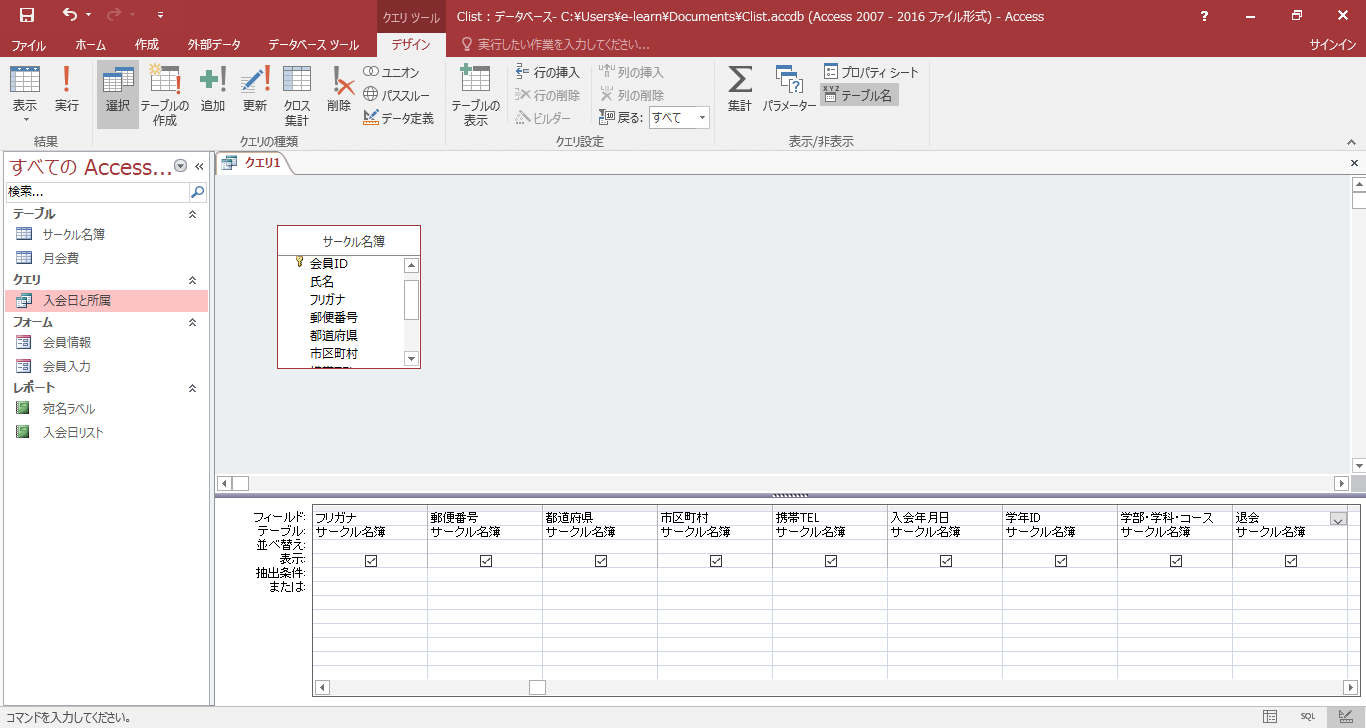 クエリ ツール
Clist : データベース- C:¥Users¥e-learn¥Documents¥Clist.accdb (Access 2007 - 2016 ファイル形式) - Access
?
ファイル ホーム 作成 外部データ データベース ツール デザイン 実行したい作業を入力してください... サインイン
表示 実行
結果
選択 テーブルの作成 追加 更新 クロス集計 削除
ユニオン
パススルー
データ定義
クエリの種類
テーブルの表示
行の挿入
行の削除
ビルダー
列の挿入
列の削除
戻る: すべて
クエリ設定
集計 パラメーター
プロパティ シート
XYZ テーブル名
表示/非表示
すべての Access...
検索...
テーブル
サークル名簿
月会費
クエリ
入会日と所属
フォーム
会員情報
会員入力
レポート
宛名ラベル
入会日リスト
クエリ1
サークル名簿
会員ID
氏名
フリガナ
郵便番号
都道府県
市区町村
フィールド: フリガナ 郵便番号 都道府県 市区町村 携帯TEL 入会年月日 学年ID 学部・学科・コース 退会
テーブル: サークル名簿 サークル名簿 サークル名簿 サークル名簿 サークル名簿 サークル名簿 サークル名簿 サークル名簿 サークル名簿
並べ替え:
表示:
抽出条件:
または:
コマンドを入力してください。
SQL